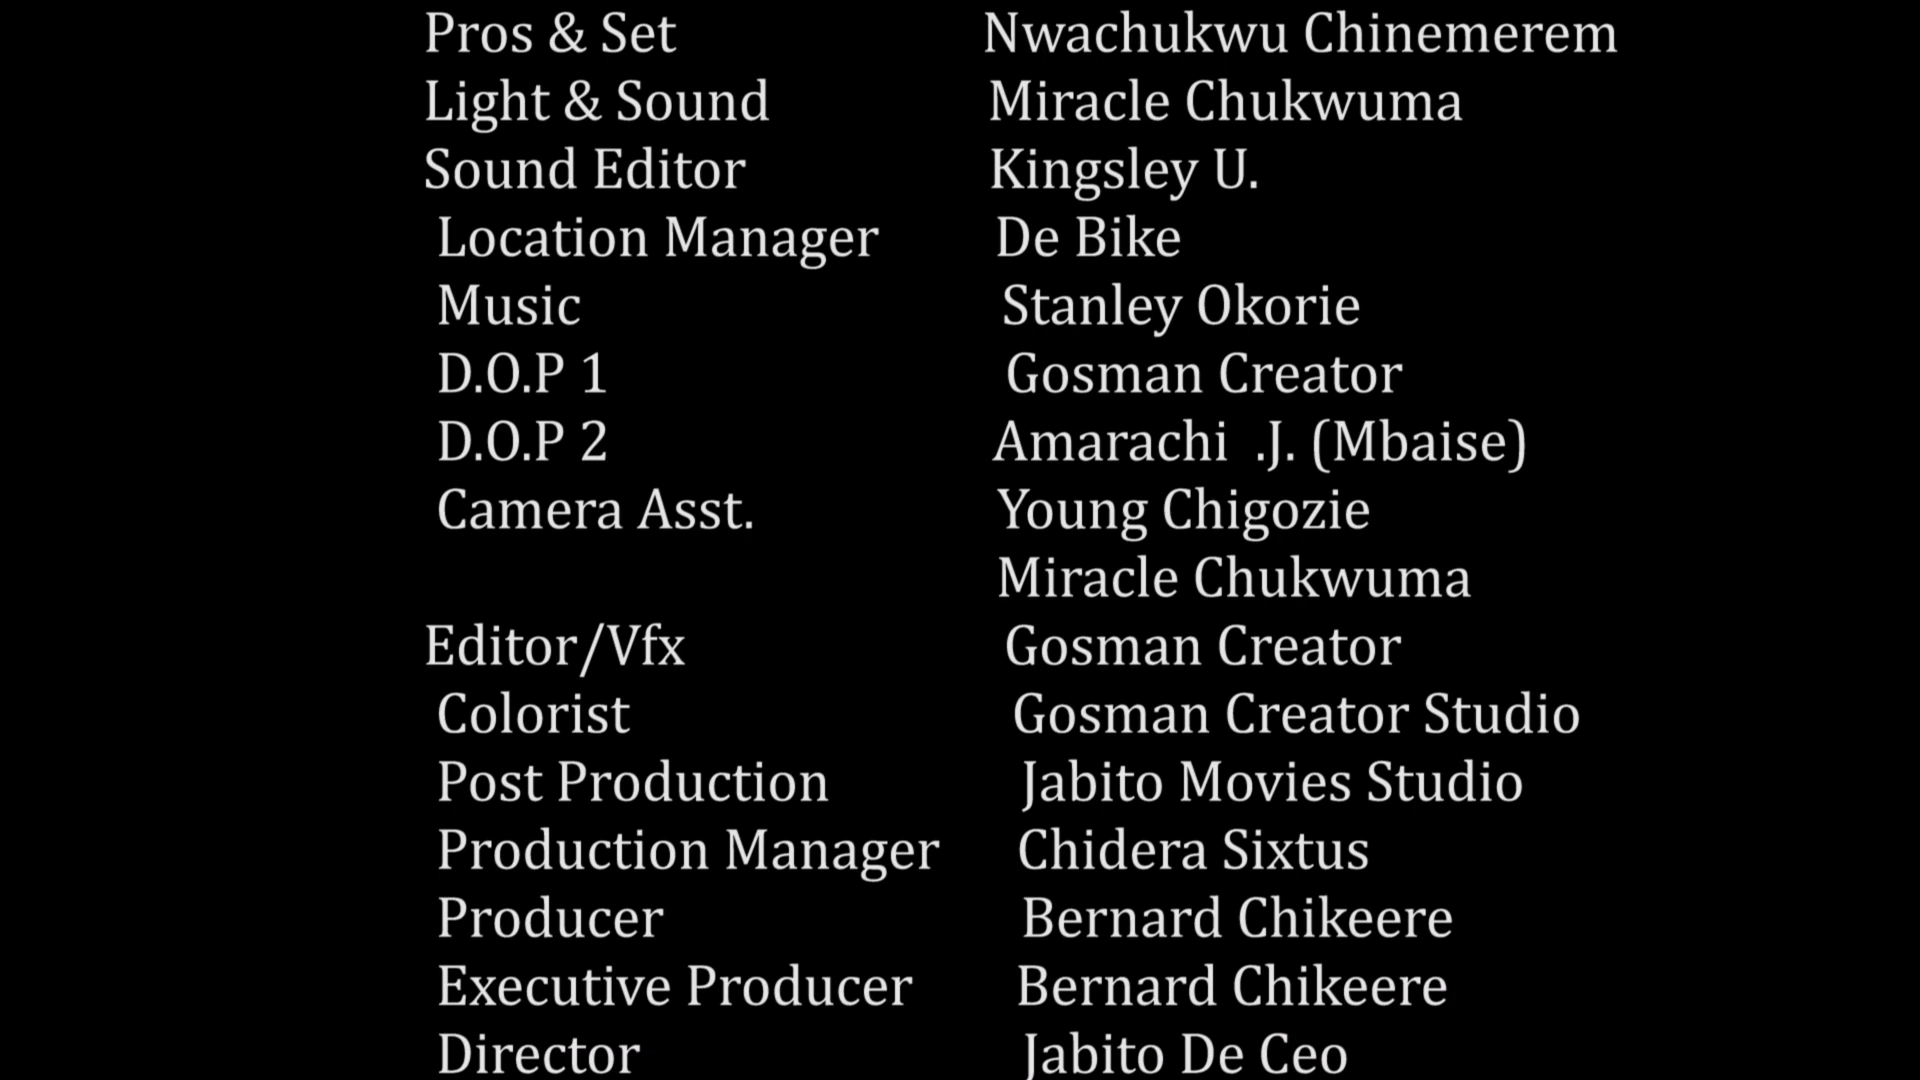 Pros & Set Nwachukwu Chinemerem
Light & Sound Miracle Chukwuma
Sound Editor Kingsley U.
Location Manager De Bike
Music Stanley Okorie
D.O.P 1 Gosman Creator
D.O.P 2 Amarachi .J. (Mbaise)
Camera Asst. Young Chigozie
Miracle Chukwuma
Editor/Vfx Gosman Creator
Colorist Gosman Creator Studio
Post Production Jabito Movies Studio
Production Manager Chidera Sixtus
Producer Bernard Chikeere
Executive Producer Bernard Chikeere
Director Jabito De Ceo